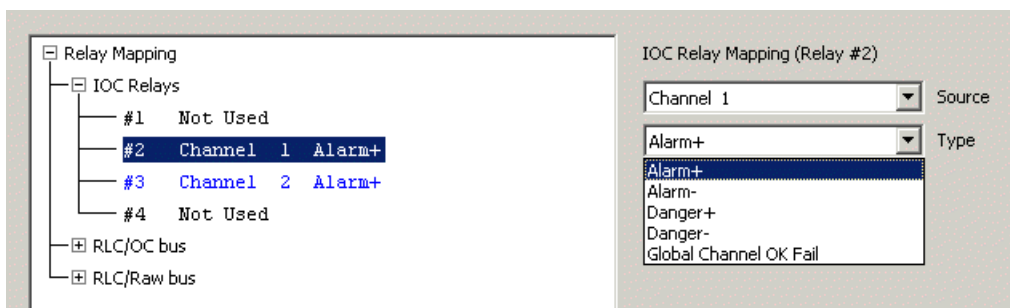 Relay Mapping
IOC Relays
#1 Not Used
#2 Channel 1 Alarm+
#3 Channel 2 Alarm+
#4 Not Used
RLC/OC bus
RLC/Raw bus
IOC Relay Mapping (Relay #2)
Channel 1 Source
Alarm+ Type
Alarm+
Alarm-
Danger+
Danger-
Global Channel OK Fail